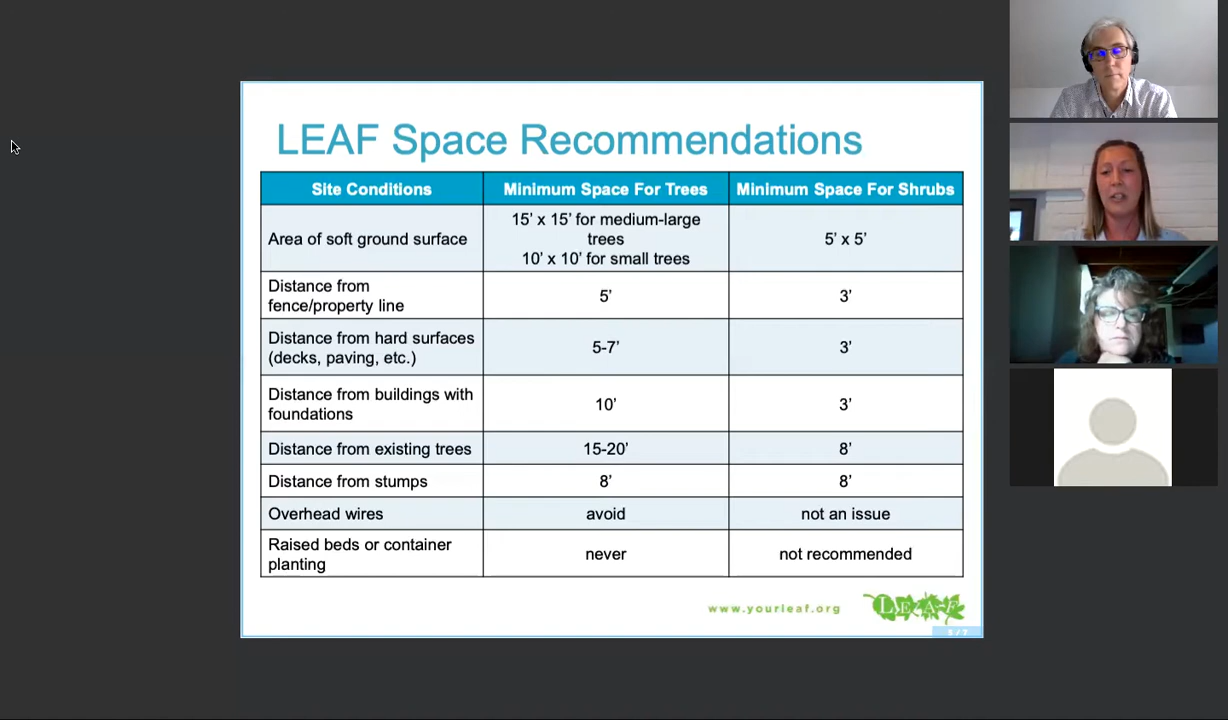 LEAF Space Recommendations
Site Conditions
Minimum Space For Trees
Minimum Space For Shrubs
Area of soft ground surface
15’ x 15’ for medium-large
trees
10’ x 10’ for small trees
5’ x 5’
Distance from
fence/property line
5’
3’
Distance from hard surfaces
(decks, paving, etc.)
5-7’
3’
Distance from buildings with
foundations
10’
3’
Distance from existing trees
15-20’
8’
Distance from stumps
8’
8’
Overhead wires
avoid
not an issue
Raised beds or container
planting
never
not recommended
www.yourleaf.org
LEAF